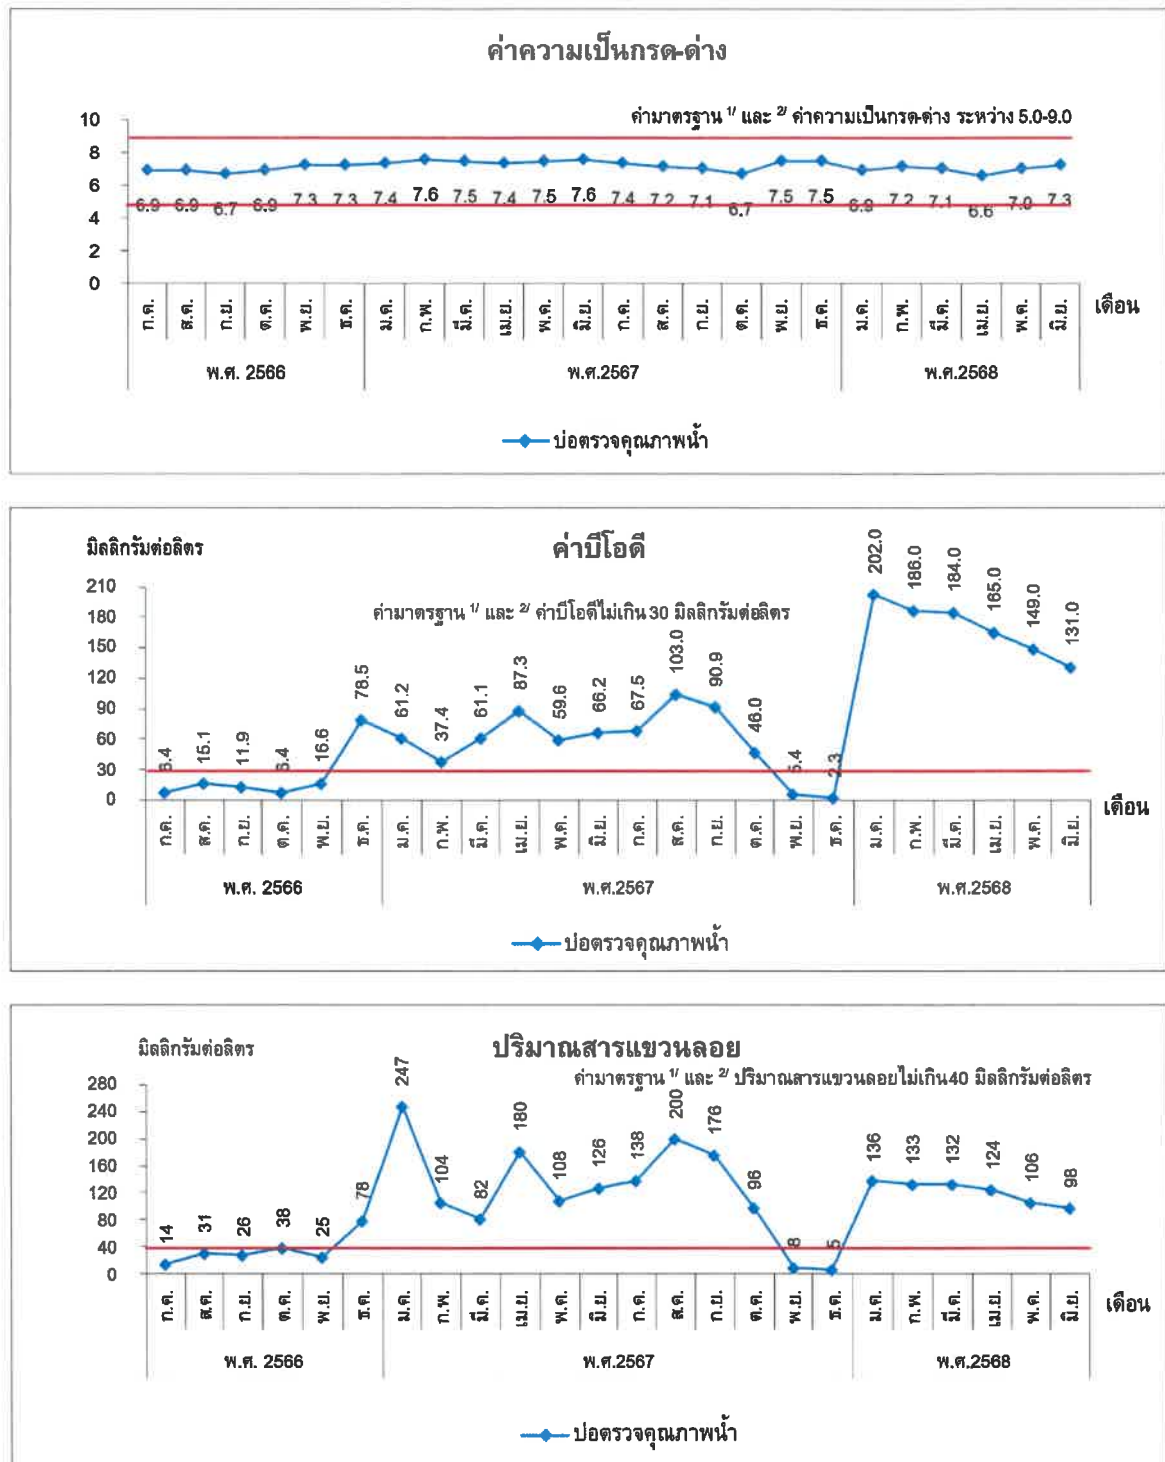 ค่าความเป็นกรด-ด่าง
ค่ามาตรฐาน 1/ และ 2/ ค่าความเป็นกรด-ด่าง ระหว่าง 5.0-9.0
10
8
6
4
2
0
6.9 6.9 6.7 6.9 7.3 7.3 7.4 7.6 7.5 7.4 7.5 7.6 7.4 7.2 7.1 6.7 7.5 7.5 6.9 7.2 7.1 6.6 7.0 7.3
ก.ค. ส.ค. ก.ย. ต.ค. พ.ย. ธ.ค. ม.ค. ก.พ. มี.ค. เม.ย. พ.ค. มิ.ย. ก.ค. ส.ค. ก.ย. ต.ค. พ.ย. ธ.ค. ม.ค. ก.พ. มี.ค. เม.ย. พ.ค. มิ.ย.
เดือน
พ.ศ. 2566 พ.ศ.2567 พ.ศ.2568
บ่อตรวจคุณภาพน้ำ
มิลลิกรัมต่อลิตร
ค่าบีโอดี
ค่ามาตรฐาน 1/ และ 2/ ค่าบีโอดีไม่เกิน 30 มิลลิกรัมต่อลิตร
210
180
150
120
90
60
30
0
6.4 15.1 11.9 6.4 16.6 78.5 61.2 37.4 61.1 87.3 59.6 66.2 67.5 103.0 90.9 46.0 5.4 2.3 202.0 186.0 184.0 165.0 149.0 131.0
ก.ค. ส.ค. ก.ย. ต.ค. พ.ย. ธ.ค. ม.ค. ก.พ. มี.ค. เม.ย. พ.ค. มิ.ย. ก.ค. ส.ค. ก.ย. ต.ค. พ.ย. ธ.ค. ม.ค. ก.พ. มี.ค. เม.ย. พ.ค. มิ.ย.
เดือน
พ.ศ. 2566 พ.ศ.2567 พ.ศ.2568
บ่อตรวจคุณภาพน้ำ
มิลลิกรัมต่อลิตร
ปริมาณสารแขวนลอย
ค่ามาตรฐาน 1/ และ 2/ ปริมาณสารแขวนลอยไม่เกิน 40 มิลลิกรัมต่อลิตร
280
240
200
160
120
80
40
0
14 31 26 38 25 78 247 104 82 180 108 126 138 200 176 96 8 5 136 133 132 124 106 98
ก.ค. ส.ค. ก.ย. ต.ค. พ.ย. ธ.ค. ม.ค. ก.พ. มี.ค. เม.ย. พ.ค. มิ.ย. ก.ค. ส.ค. ก.ย. ต.ค. พ.ย. ธ.ค. ม.ค. ก.พ. มี.ค. เม.ย. พ.ค. มิ.ย.
เดือน
พ.ศ. 2566 พ.ศ.2567 พ.ศ.2568
บ่อตรวจคุณภาพน้ำ